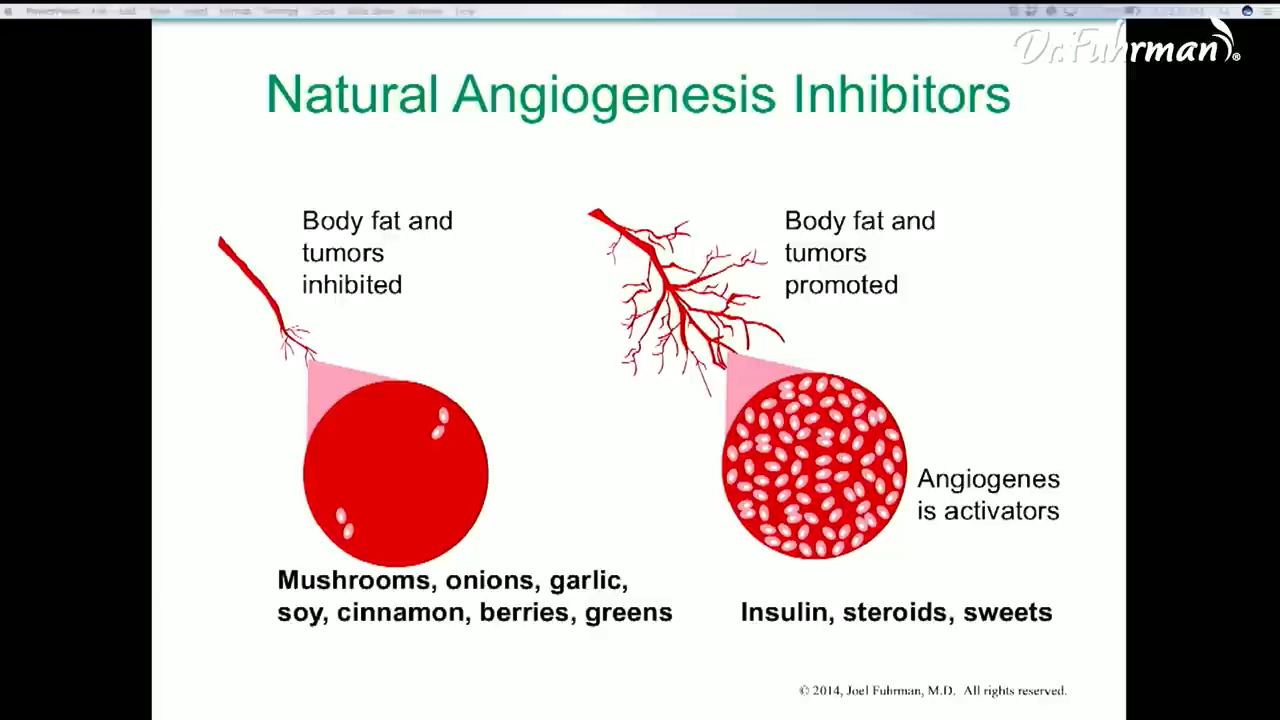 Dr.Fuhrman®
Natural Angiogenesis Inhibitors
Body fat and
tumors
inhibited
Body fat and
tumors
promoted
Angiogenes
is activators
Mushrooms, onions, garlic,
soy, cinnamon, berries, greens
Insulin, steroids, sweets
© 2014, Joel Fuhrman, M.D. All rights reserved.